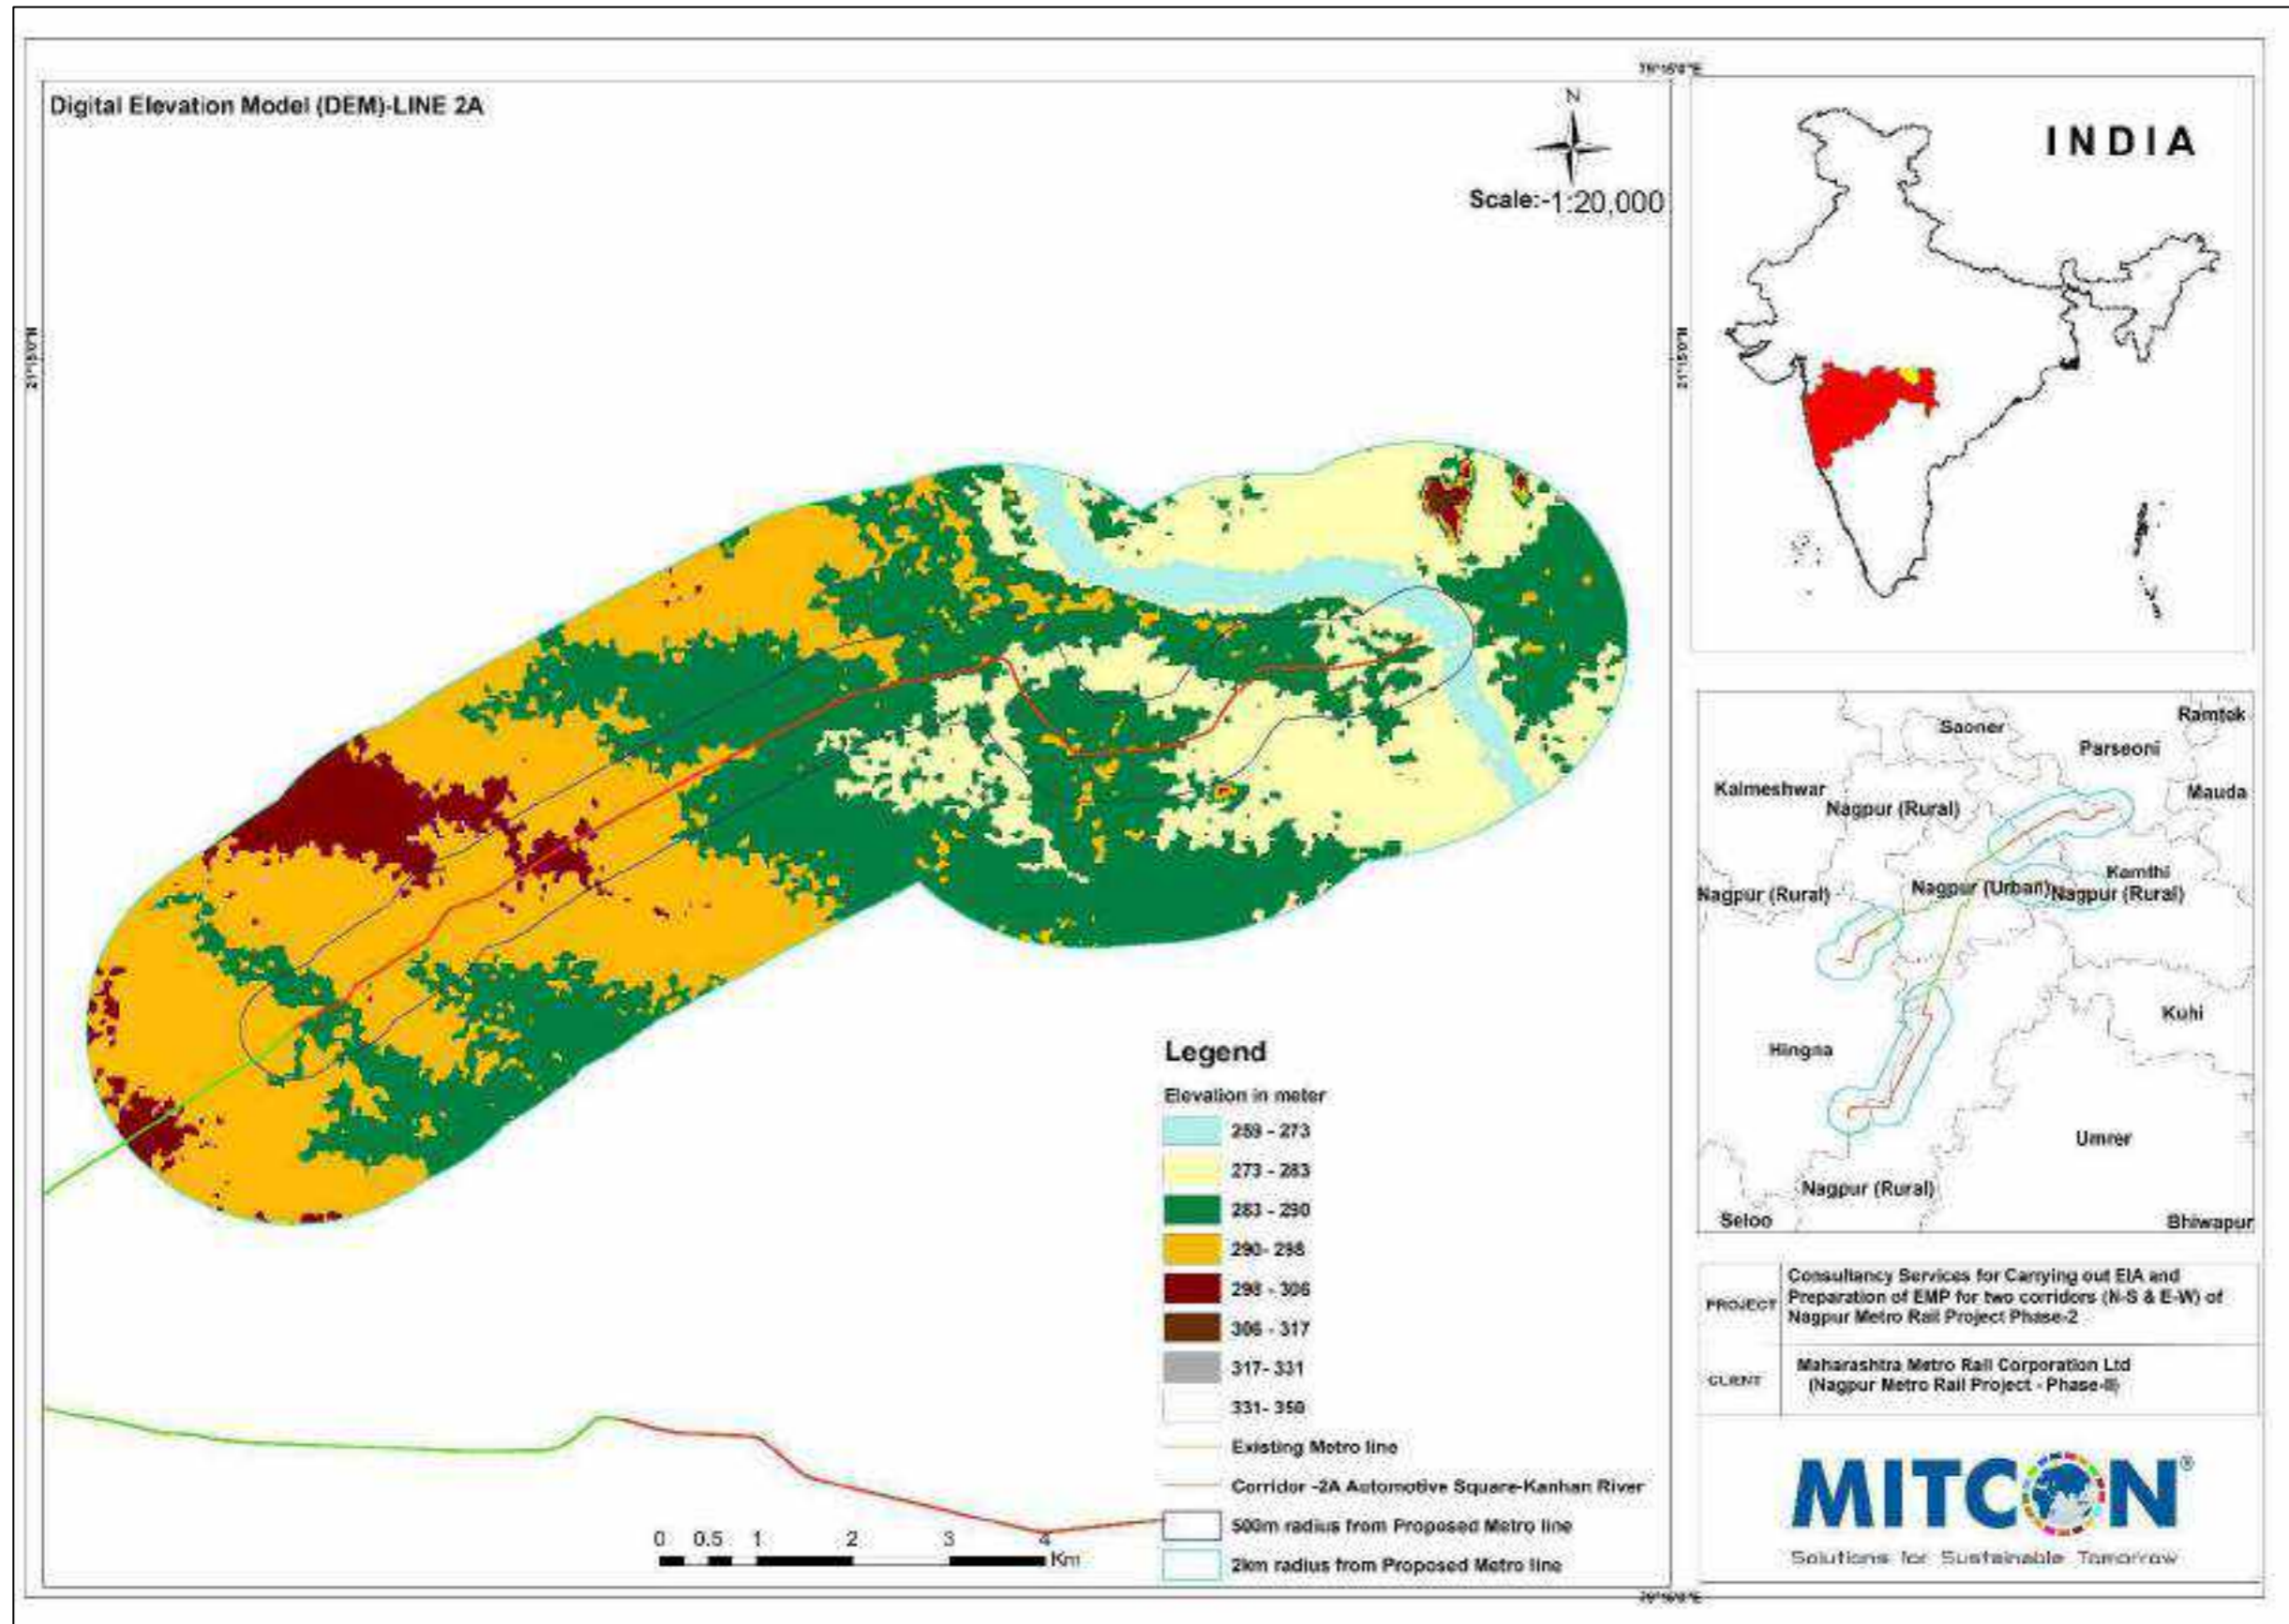 Digital Elevation Model (DEM)-LINE 2A
N
Scale:-1:20,000
21°15'0"N
21°15'0"N
INDIA
Saoner
Ramtek
Parseoni
Kalmeshwar
Nagpur (Rural)
Mauda
Kamthi
Nagpur (Rural)
Nagpur (Urban)
Nagpur (Rural)
Kuhi
Hingna
Umrer
Nagpur (Rural)
Seloo
Bhiwapur
Legend
Elevation in meter
273 - 283
283 - 290
290- 298
298 - 306
306 - 317
317- 331
Existing Metro line
Corridor -2A Automotive Square-Kanhan River
500m radius from Proposed Metro line
2km radius from Proposed Metro line
0 0.5 1 2 3 4
Km
PROJECT
Consultancy Services for Carrying out EIA and
Preparation of EMP for two corridors (N-S & E-W) of
Nagpur Metro Rail Project Phase-2
CLIENT
Maharashtra Metro Rail Corporation Ltd
(Nagpur Metro Rail Project - Phase-II)
MITCON®
Solutions for Sustainable Tomorrow